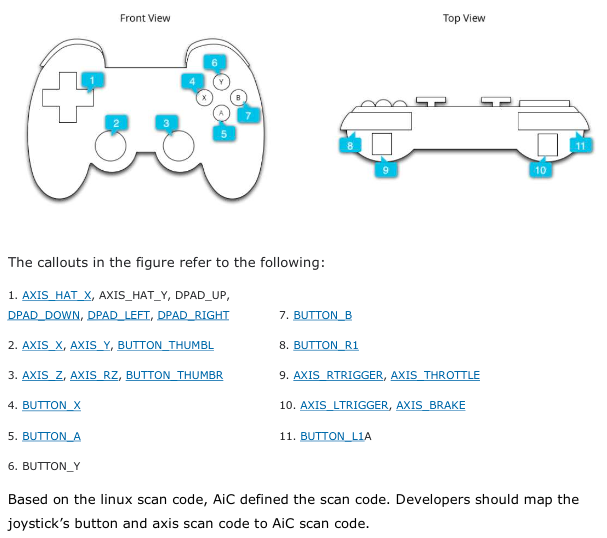 Front View
Top View
6
1
4
Y
X
B
7
2
3
A
5
8
9
10
11
The callouts in the figure refer to the following:
1. AXIS_HAT_X, AXIS_HAT_Y, DPAD_UP,
DPAD_DOWN, DPAD_LEFT, DPAD_RIGHT
7. BUTTON_B
2. AXIS_X, AXIS_Y, BUTTON_THUMBL
8. BUTTON_R1
3. AXIS_Z, AXIS_RZ, BUTTON_THUMBR
9. AXIS_RTRIGGER, AXIS_THROTTLE
4. BUTTON_X
10. AXIS_LTRIGGER, AXIS_BRAKE
5. BUTTON_A
11. BUTTON_L1A
6. BUTTON_Y
Based on the linux scan code, AiC defined the scan code. Developers should map the
joystick’s button and axis scan code to AiC scan code.